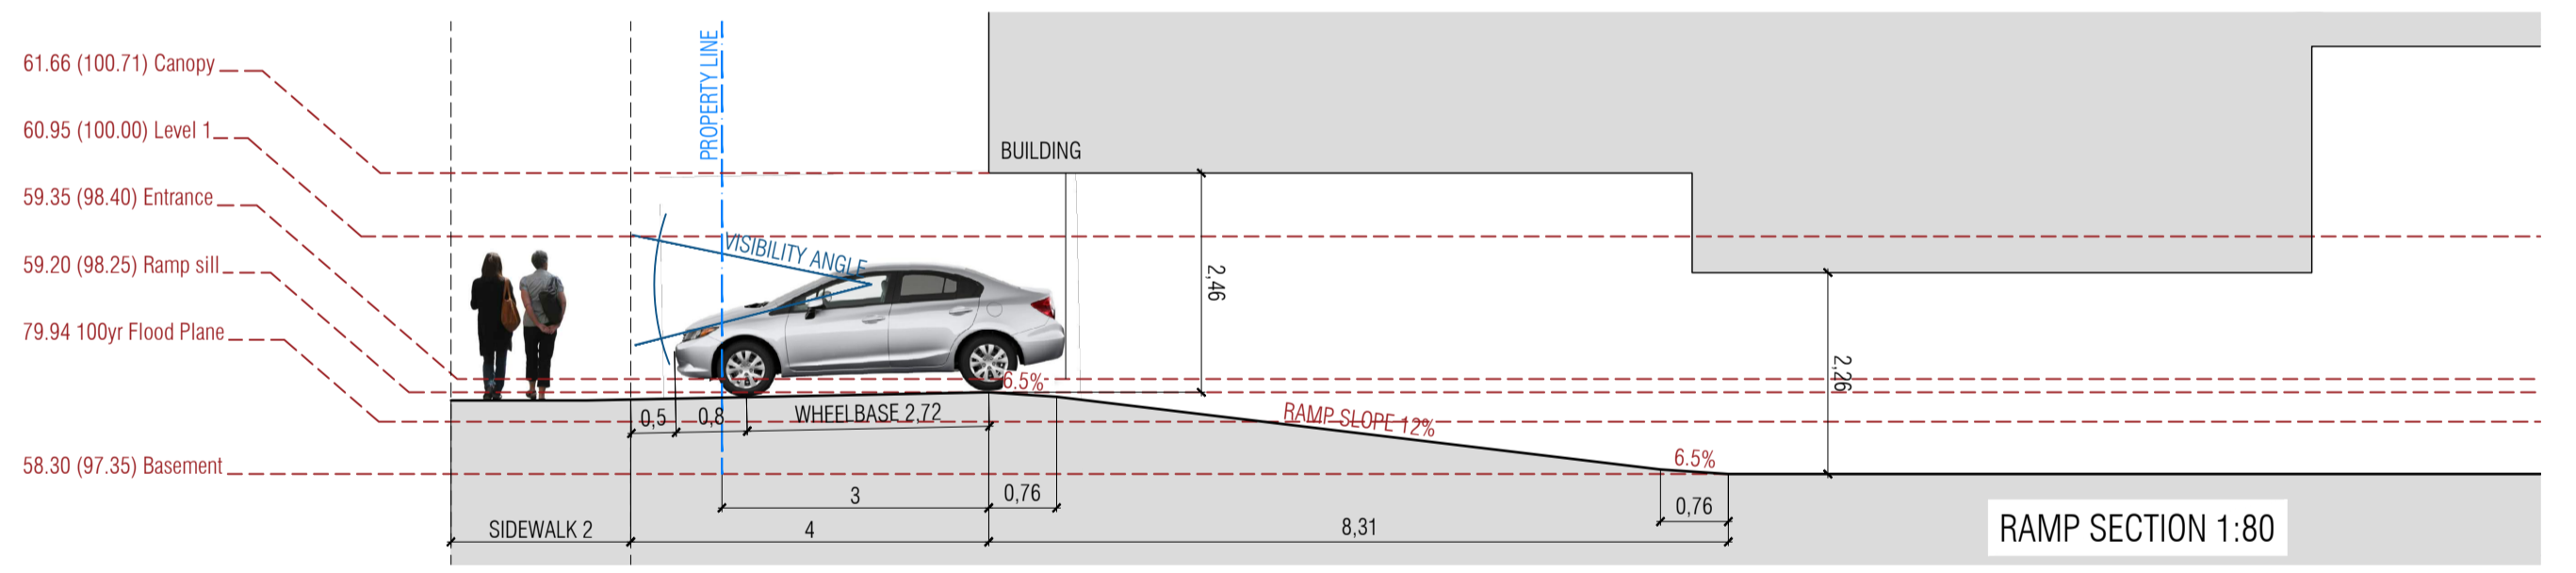 61.66 (100.71) Canopy
60.95 (100.00) Level 1
59.35 (98.40) Entrance
59.20 (98.25) Ramp sill
79.94 100yr Flood Plane
58.30 (97.35) Basement
PROPERTY LINE
BUILDING
VISIBILITY ANGLE
2,46
2,26
6.5%
0,5
0,8
WHEELBASE 2,72
RAMP SLOPE 12%
6.5%
3
0,76
0,76
SIDEWALK 2
4
8,31
RAMP SECTION 1:80